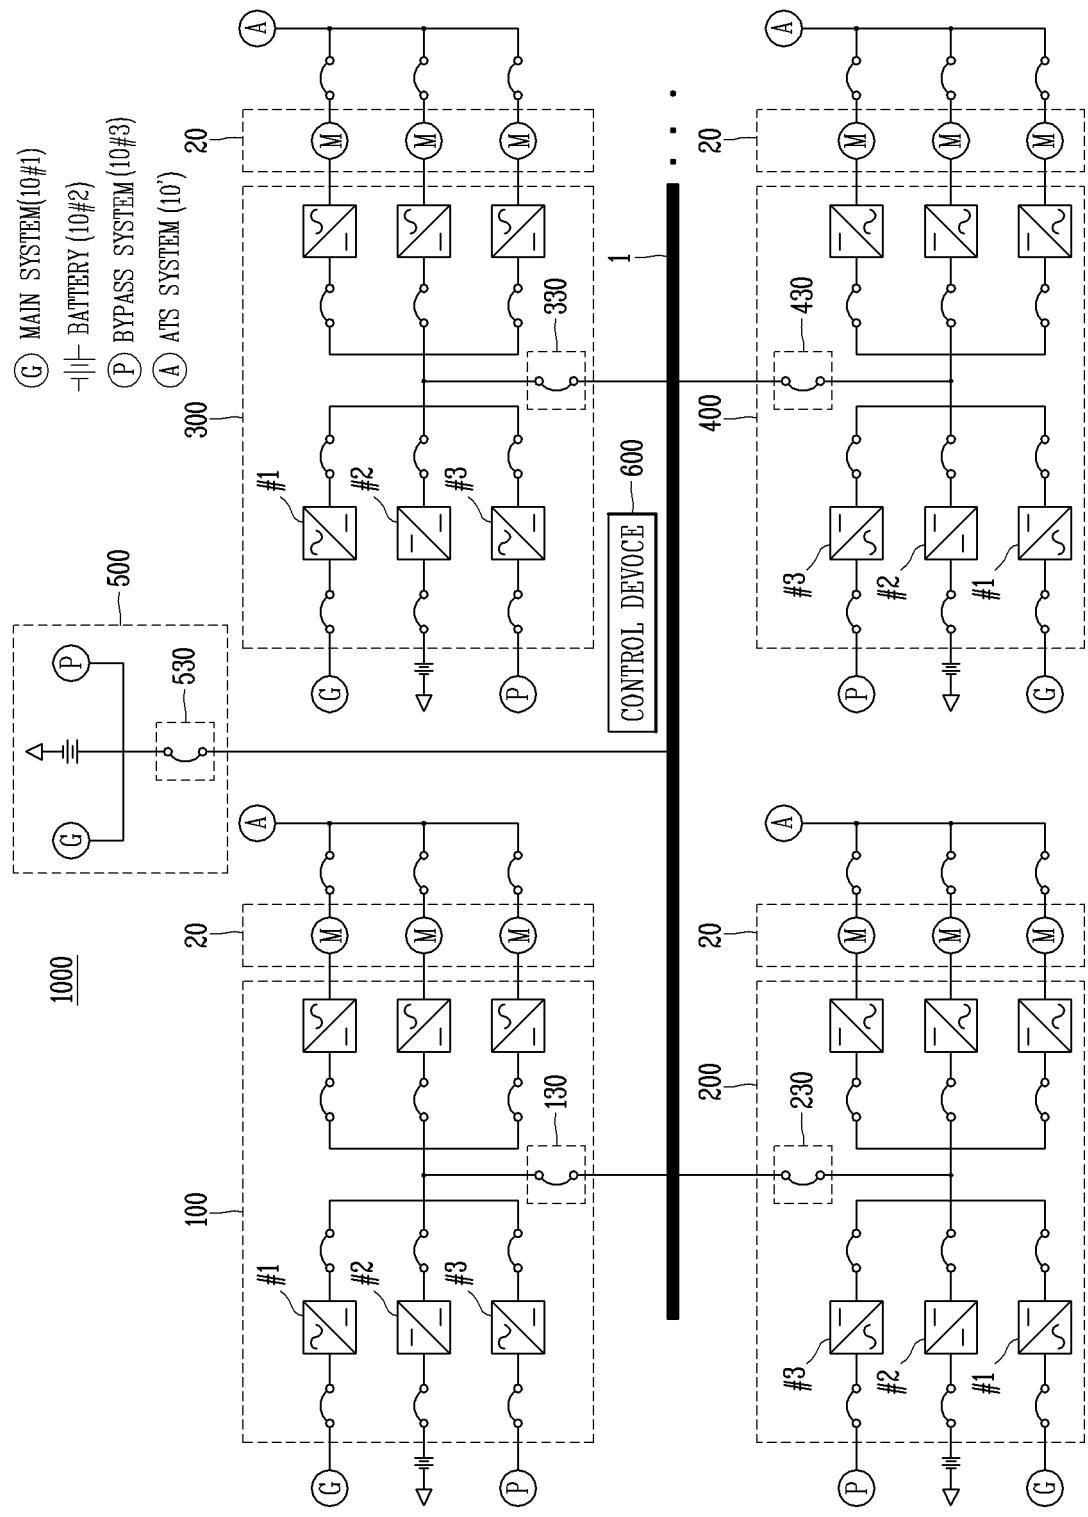 1000
G
P
500
530
G MAIN SYSTEM(10#1)
BATTERY (10#2)
P BYPASS SYSTEM (10#3)
A ATS SYSTEM (10')
100 20 300 20
A A
#1 #1
G M G M
#2 #2
M M
#3 #3
P M P M
130 330
CONTROL DEVOCE 600 1
• • •
200 20 400 20
A A
230 430
#3 #3
P M P M
#2 #2
M M
#1 #1
G M G M